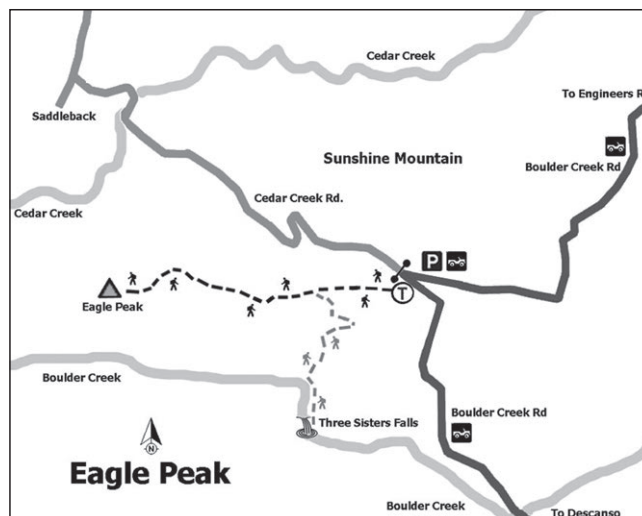 Cedar Creek
Saddleback
To Engineers R
Boulder Creek Rd
Sunshine Mountain
Cedar Creek Rd.
Cedar Creek
P
T
Eagle Peak
Boulder Creek
Three Sisters Falls
Boulder Creek Rd
N
Eagle Peak
Boulder Creek
To Descanso